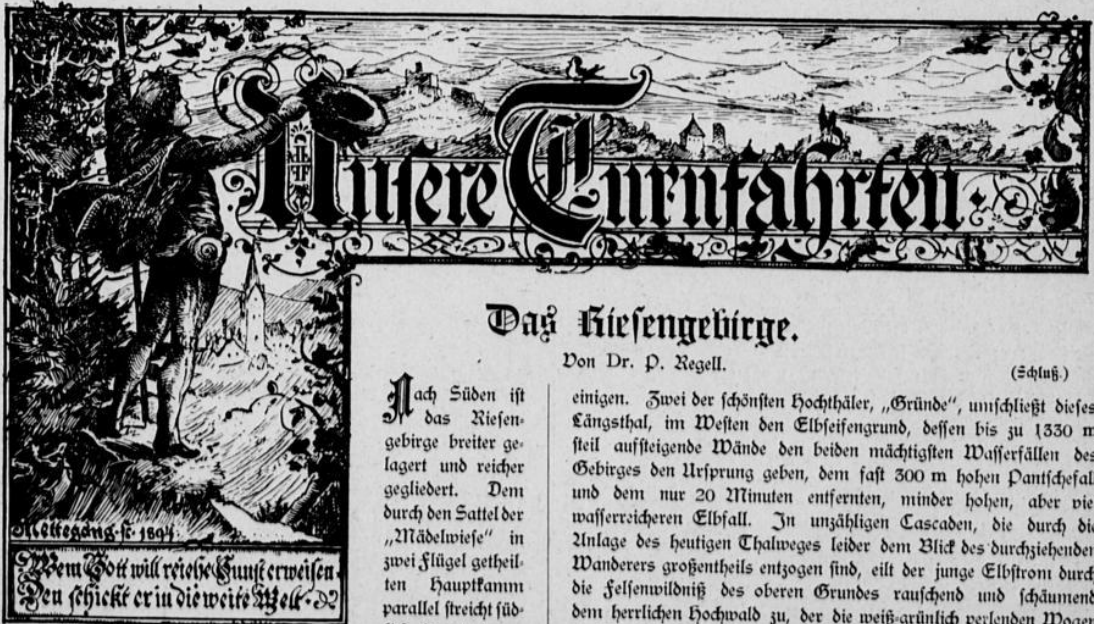 Unsere Turnfahrten.
Das Riesengebirge.
Von Dr. P. Regell.
(Schluß.)
Nach Süden ist
das Riesen-
gebirge breiter ge-
lagert und reicher
gegliedert. Dem
durch den Sattel der
„Mädelwiese“ in
zwei Flügel getheil-
ten Hauptkamm
parallel streicht süd-
einigen. Zwei der schönsten Hochthäler, „Gründe“, umschließt dieses
Längsthal, im Westen den Elbseifengrund, dessen bis zu 1330 m
steil aufsteigende Wände den beiden mächtigsten Wasserfällen des
Gebirges den Ursprung geben, dem fast 300 m hohen Pantschefall
und dem nur 20 Minuten entfernten, minder hohen, aber vie
wasserreicheren Elbfall. In unzähligen Cascaden, die durch die
Anlage des heutigen Thalweges leider dem Blick des durchziehenden
Wanderers großentheils entzogen sind, eilt der junge Elbstrom durch
die Felsenwildniß des oberen Grundes rauschend und schäumend
dem herrlichen Hochwald zu, der die weiß-grünlich perlenden Wogen
1894
Wem Gott will reiche Gunst erweisen.
Den schickt er in die weite Welt.